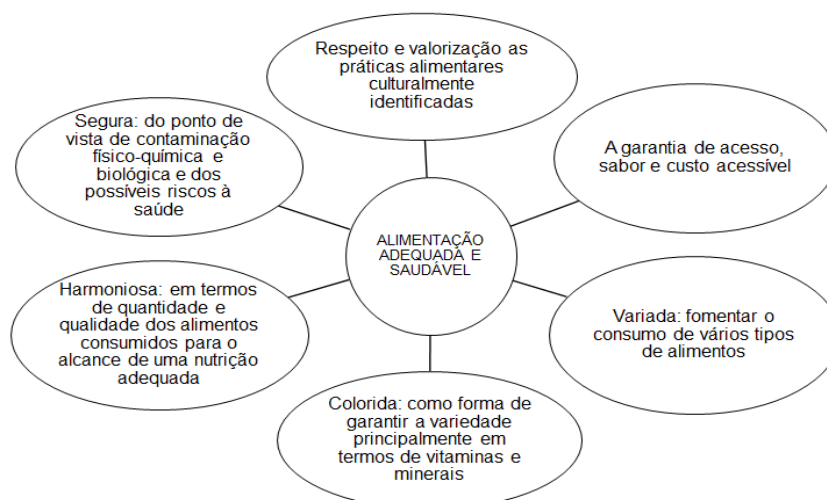 Respeito e valorização as
práticas alimentares
culturalmente
identificadas
Segura: do ponto de
vista de contaminação
físico-química e
biológica e dos
possíveis riscos à
saúde
A garantia de acesso,
sabor e custo acessível
ALIMENTAÇÃO
ADEQUADA E
SAUDÁVEL
Harmoniosa: em termos
de quantidade e
qualidade dos alimentos
consumidos para o
alcance de uma nutrição
adequada
Variada: fomentar o
consumo de vários tipos
de alimentos
Colorida: como forma de
garantir a variedade
principalmente em
termos de vitaminas e
minerais